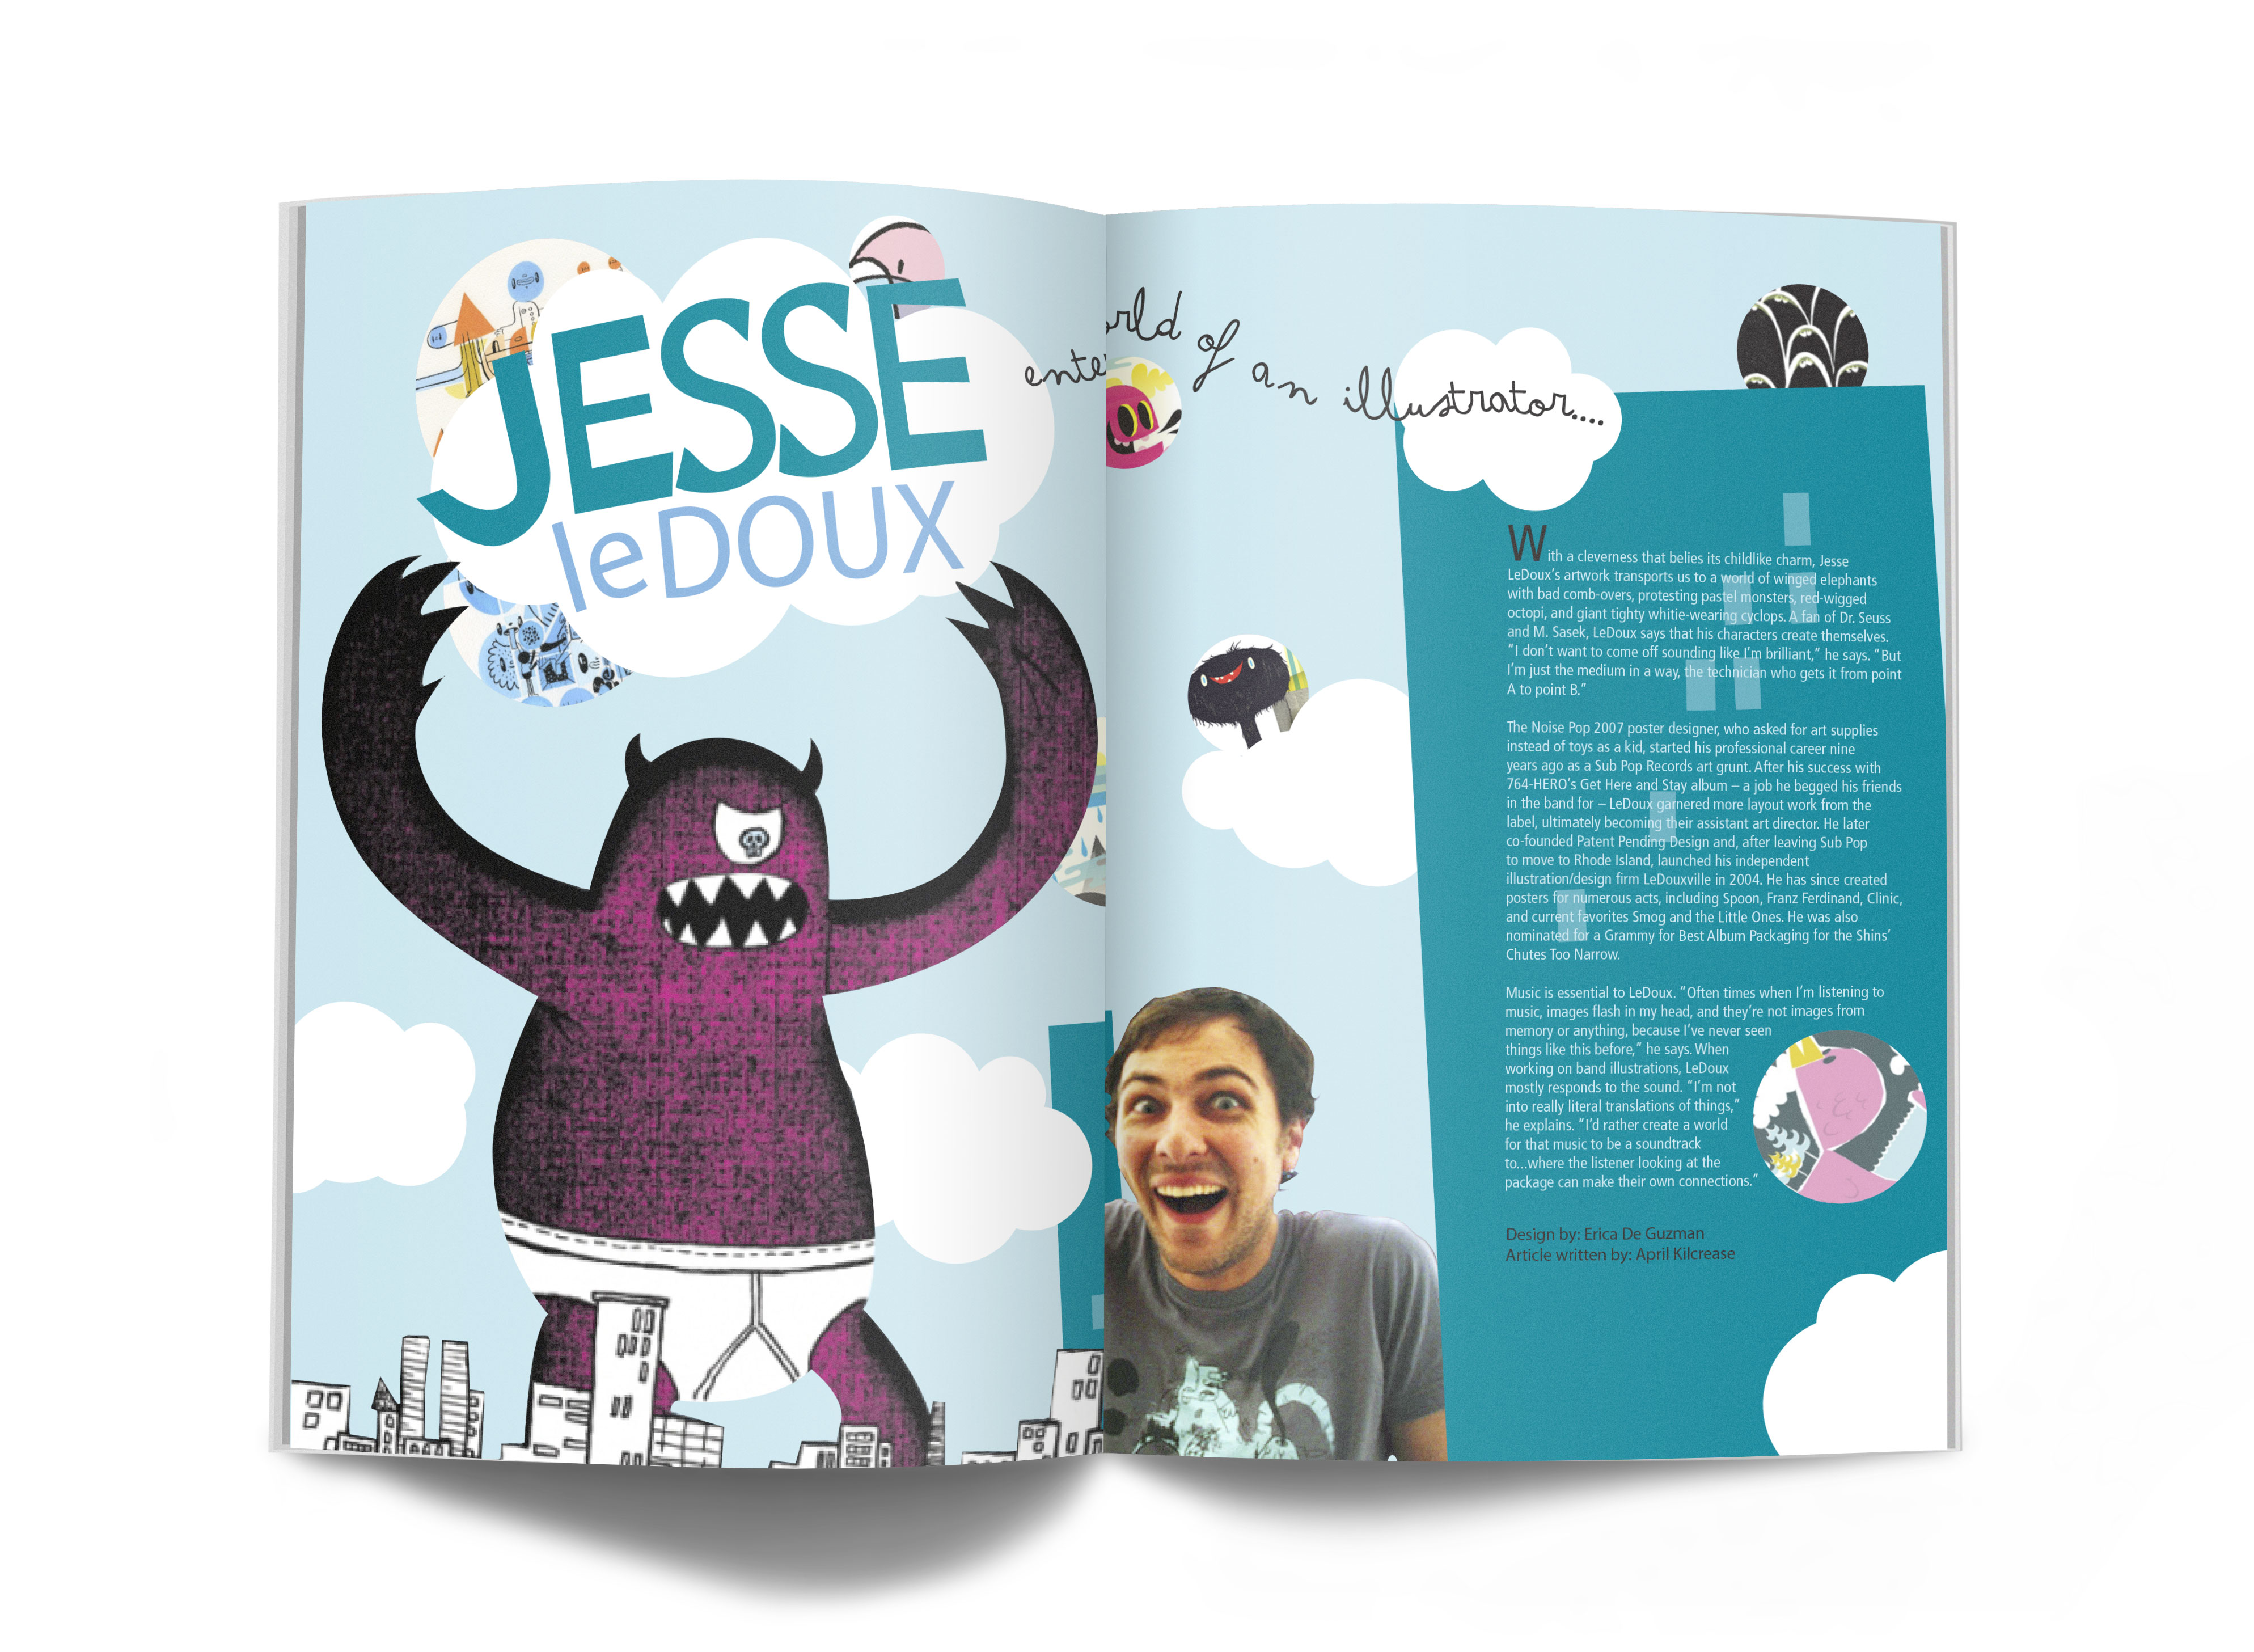 JESSE
leDOUX
ente
orld of an illustrator....
With a cleverness that belies its childlike charm, Jesse
LeDoux's artwork transports us to a world of winged elephants
with bad comb-overs, protesting pastel monsters, red-wigged
octopi, and giant tighty whitie-wearing cyclops. A fan of Dr. Seuss
and M. Sasek, LeDoux says that his characters create themselves.
"I don't want to come off sounding like I'm brilliant," he says. "But
I'm just the medium in a way, the technician who gets it from point
A to point B."
The Noise Pop 2007 poster designer, who asked for art supplies
instead of toys as a kid, started his professional career nine
years ago as a Sub Pop Records art grunt. After his success with
764-HERO's Get Here and Stay album – a job he begged his friends
in the band for – LeDoux garnered more layout work from the
label, ultimately becoming their assistant art director. He later
co-founded Patent Pending Design and, after leaving Sub Pop
to move to Rhode Island, launched his independent
illustration/design firm LeDouxville in 2004. He has since created
posters for numerous acts, including Spoon, Franz Ferdinand, Clinic,
and current favorites Smog and the Little Ones. He was also
nominated for a Grammy for Best Album Packaging for the Shins'
Chutes Too Narrow.
Music is essential to LeDoux. "Often times when I'm listening to
music, images flash in my head, and they're not images from
memory or anything, because I've never seen
things like this before," he says. When
working on band illustrations, LeDoux
mostly responds to the sound. "I'm not
into really literal translations of things,"
he explains. "I'd rather create a world
for that music to be a soundtrack
to...where the listener looking at the
package can make their own connections."
Design by: Erica De Guzman
Article written by: April Kilcrease